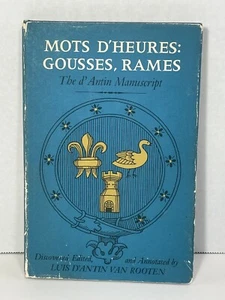 MOTS D'HEURES:
GOUSSES, RAMES
The d'Antin Manuscript
Discovered, Edited, and Annotated by
LUIS D'ANTIN VAN ROOTEN